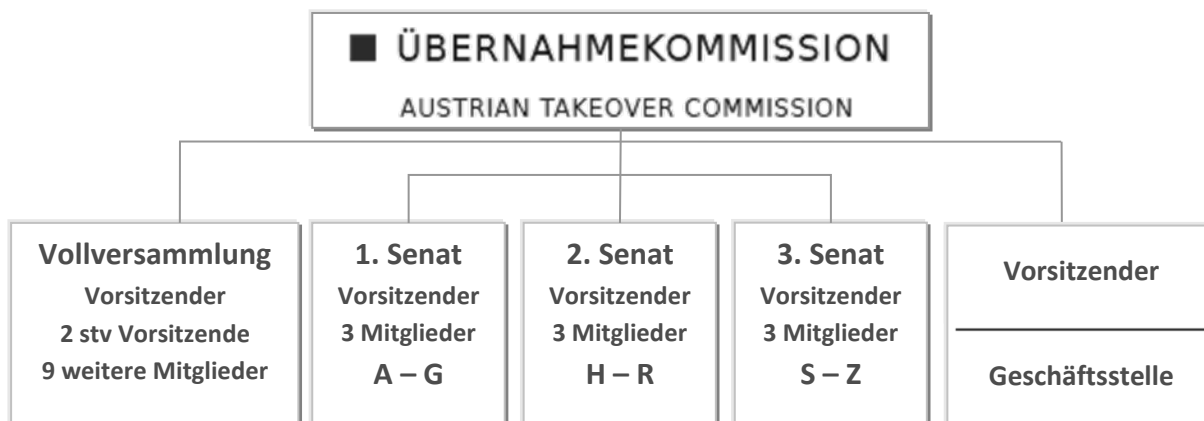 ■ ÜBERNAHMEKOMMISSION
AUSTRIAN TAKEOVER COMMISSION
Vollversammlung
Vorsitzender
2 stv Vorsitzende
9 weitere Mitglieder
1. Senat
Vorsitzender
3 Mitglieder
A – G
2. Senat
Vorsitzender
3 Mitglieder
H – R
3. Senat
Vorsitzender
3 Mitglieder
S – Z
Vorsitzender
Geschäftsstelle